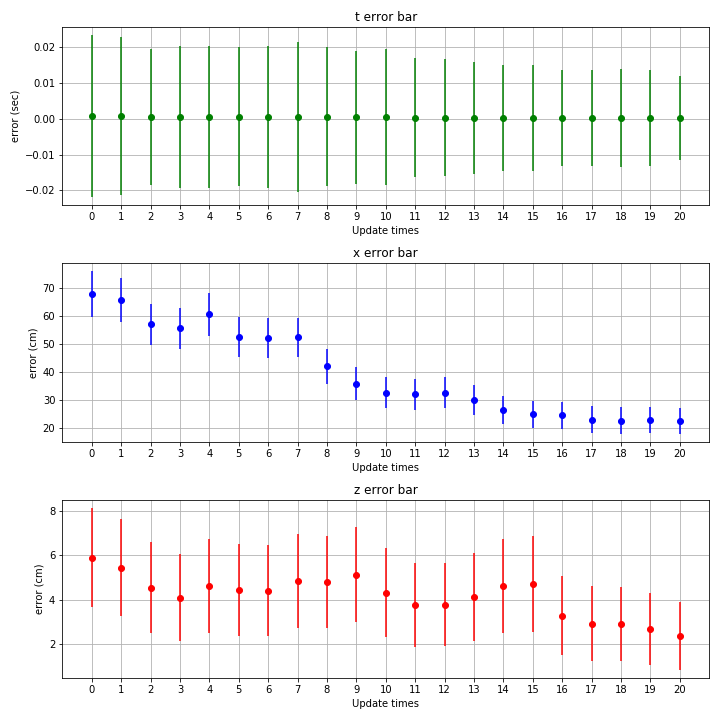 t error bar
error (sec)
0.02
0.01
0.00
−0.01
−0.02
0 1 2 3 4 5 6 7 8 9 10 11 12 13 14 15 16 17 18 19 20
Update times
x error bar
error (cm)
70
60
50
40
30
20
0 1 2 3 4 5 6 7 8 9 10 11 12 13 14 15 16 17 18 19 20
Update times
z error bar
error (cm)
8
6
4
2
0 1 2 3 4 5 6 7 8 9 10 11 12 13 14 15 16 17 18 19 20
Update times